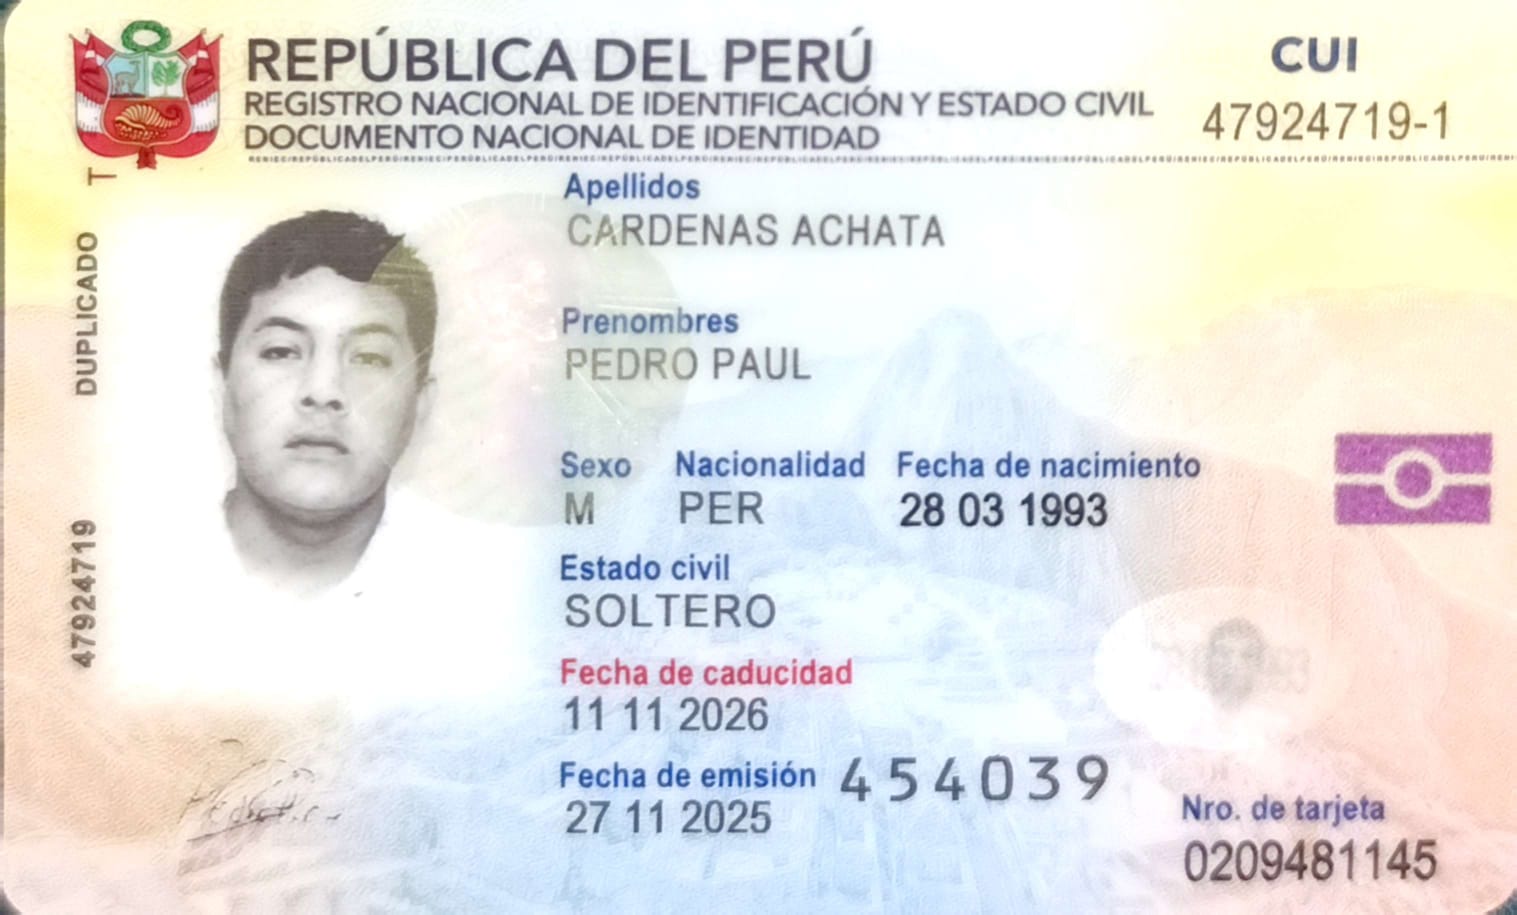 REPÚBLICA DEL PERÚ
REGISTRO NACIONAL DE IDENTIFICACIÓN Y ESTADO CIVIL
DOCUMENTO NACIONAL DE IDENTIDAD
CUI
47924719-1
T
DUPLICADO
47924719
Apellidos
CARDENAS ACHATA
Prenombres
PEDRO PAUL
Sexo Nacionalidad Fecha de nacimiento
M PER 28 03 1993
Estado civil
SOLTERO
Fecha de caducidad
11 11 2026
Fecha de emisión 454039
27 11 2025
Nro. de tarjeta
0209481145